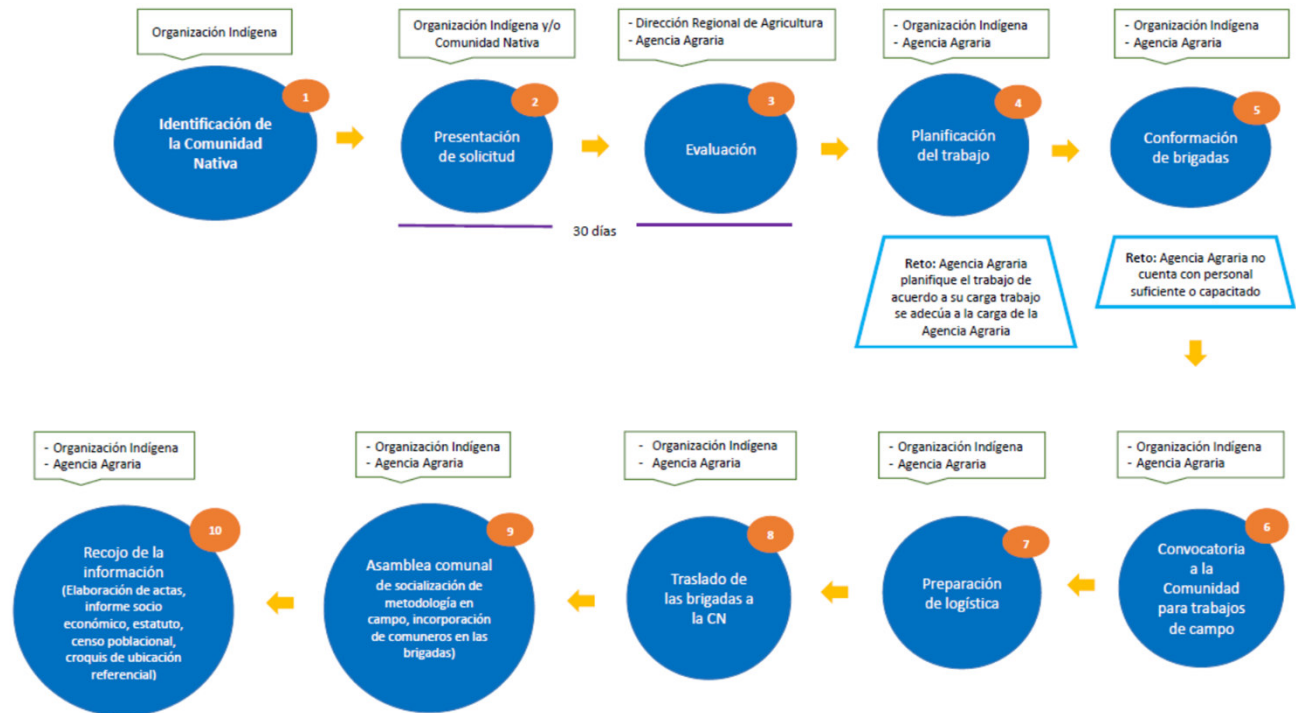 Organización Indígena
1
Identificación de
la Comunidad
Nativa
Organización Indígena y/o
Comunidad Nativa
2
Presentación
de solicitud
- Dirección Regional de Agricultura
- Agencia Agraria
3
Evaluación
30 días
- Organización Indígena
- Agencia Agraria
4
Planificación
del trabajo
Reto: Agencia Agraria
planifique el trabajo de
acuerdo a su carga trabajo
se adecúa a la carga de la
Agencia Agraria
- Organización Indígena
- Agencia Agraria
5
Conformación
de brigadas
Reto: Agencia Agraria no
cuenta con personal
suficiente o capacitado
- Organización Indígena
- Agencia Agraria
6
Convocatoria
a la
Comunidad
para trabajos
de campo
- Organización Indígena
- Agencia Agraria
7
Preparación
de logística
- Organización Indígena
- Agencia Agraria
8
Traslado de
las brigadas a
la CN
- Organización Indígena
- Agencia Agraria
9
Asamblea comunal
de socialización de
metodología en
campo, incorporación
de comuneros en las
brigadas)
- Organización Indígena
- Agencia Agraria
10
Recojo de la
información
(Elaboración de actas,
informe socio
económico, estatuto,
censo poblacional,
croquis de ubicación
referencial)